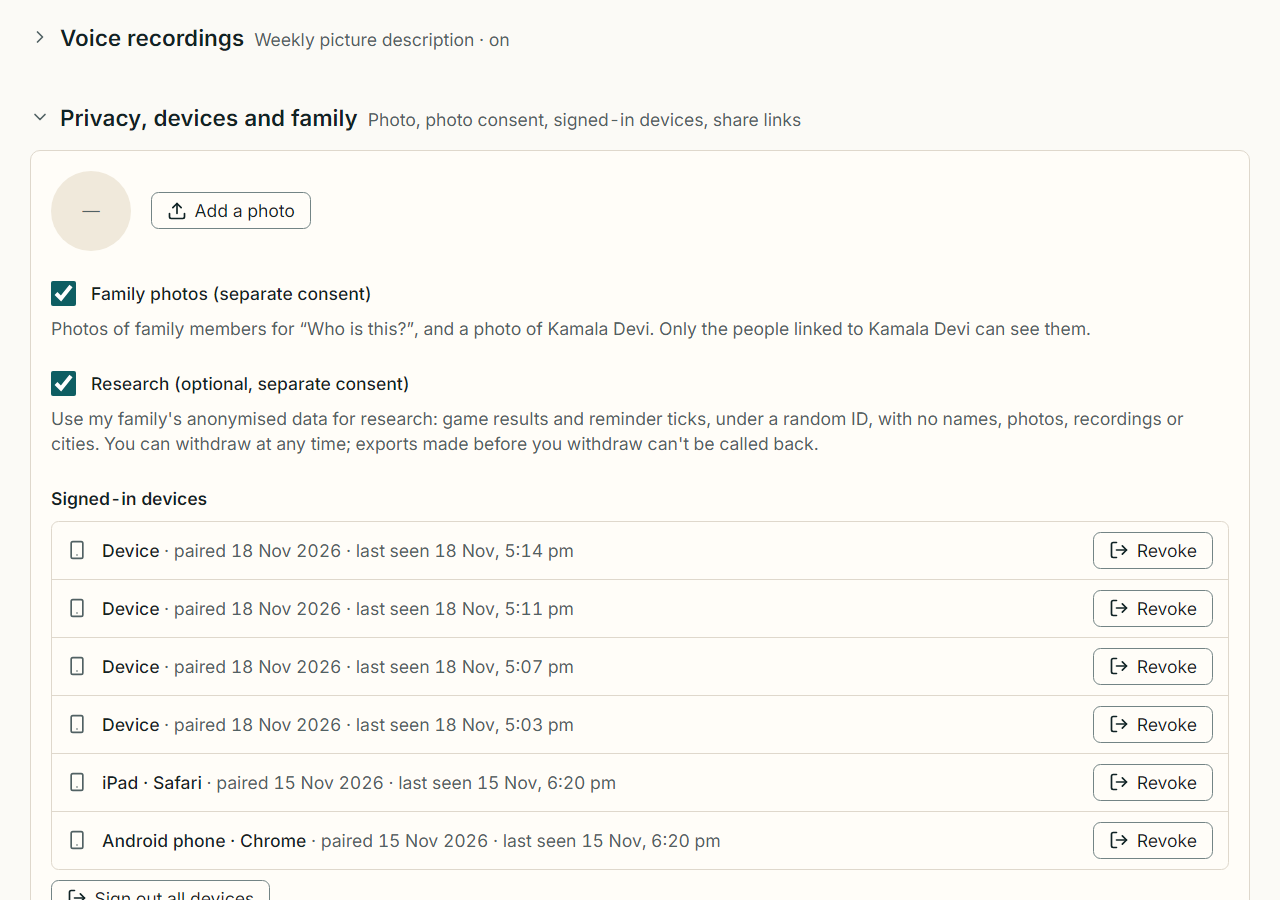 Voice recordings Weekly picture description · on
Privacy, devices and family Photo, photo consent, signed-in devices, share links
—
Add a photo
Family photos (separate consent)
Photos of family members for “Who is this?”, and a photo of Kamala Devi. Only the people linked to Kamala Devi can see them.
Research (optional, separate consent)
Use my family's anonymised data for research: game results and reminder ticks, under a random ID, with no names, photos, recordings or
cities. You can withdraw at any time; exports made before you withdraw can't be called back.
Signed-in devices
Device · paired 18 Nov 2026 · last seen 18 Nov, 5:14 pm Revoke
Device · paired 18 Nov 2026 · last seen 18 Nov, 5:11 pm Revoke
Device · paired 18 Nov 2026 · last seen 18 Nov, 5:07 pm Revoke
Device · paired 18 Nov 2026 · last seen 18 Nov, 5:03 pm Revoke
iPad · Safari · paired 15 Nov 2026 · last seen 15 Nov, 6:20 pm Revoke
Android phone · Chrome · paired 15 Nov 2026 · last seen 15 Nov, 6:20 pm Revoke
Sign out all devices